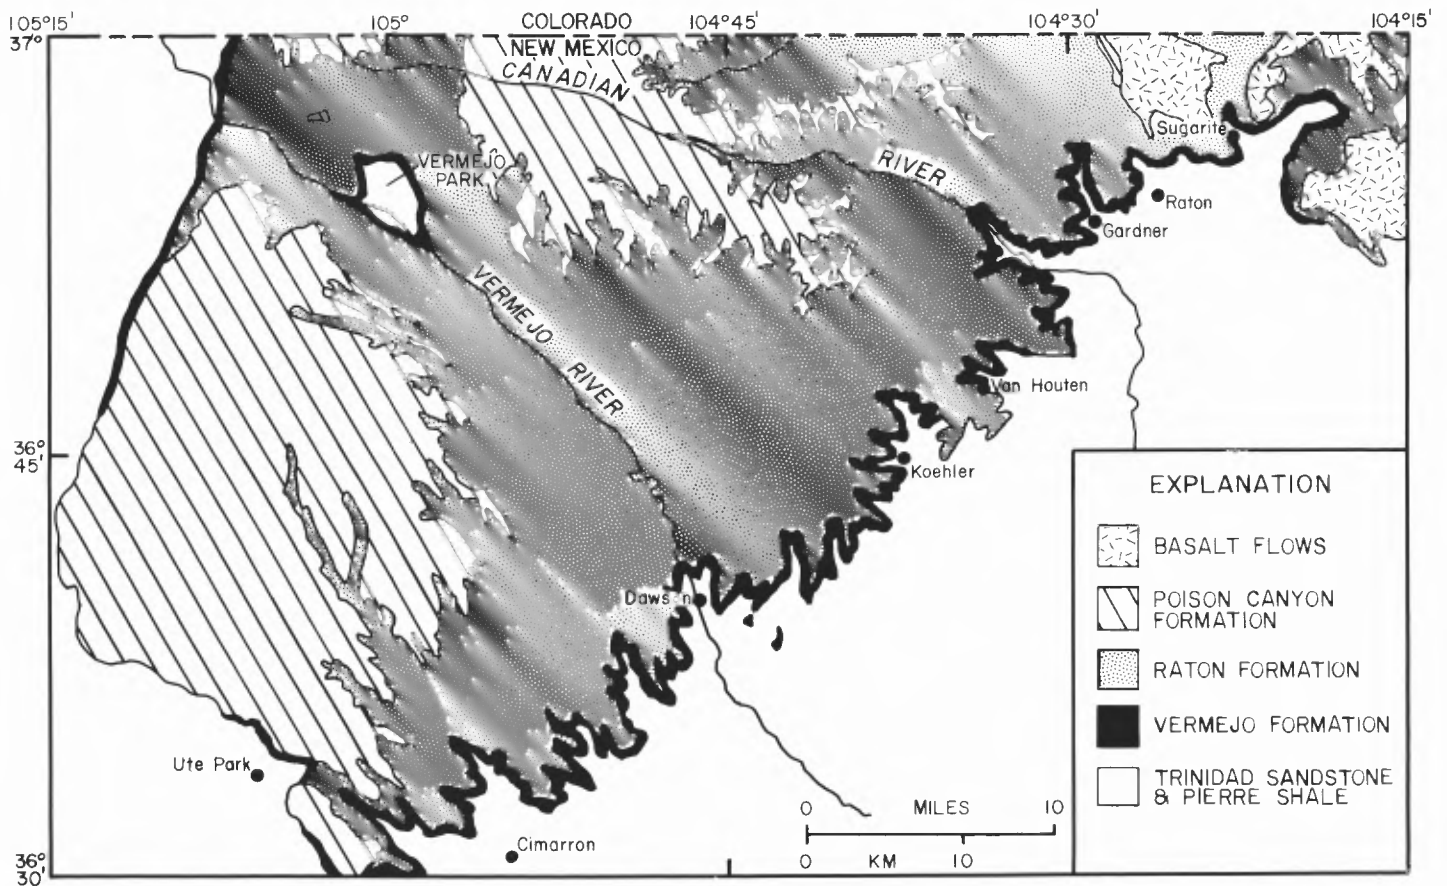 105°15'
105°
COLORADO
104°45'
104°30'
104°15'
37°
NEW MEXICO
CANADIAN
RIVER
Sugarite
VERMEJO
PARK
Raton
Gardner
VERMEJO
RIVER
Van Houten
36°
45'
Koehler
EXPLANATION
BASALT FLOWS
POISON CANYON
FORMATION
RATON FORMATION
VERMEJO FORMATION
TRINIDAD SANDSTONE
& PIERRE SHALE
Dawson
Ute Park
0 MILES 10
0 KM 10
Cimarron
36°
30'